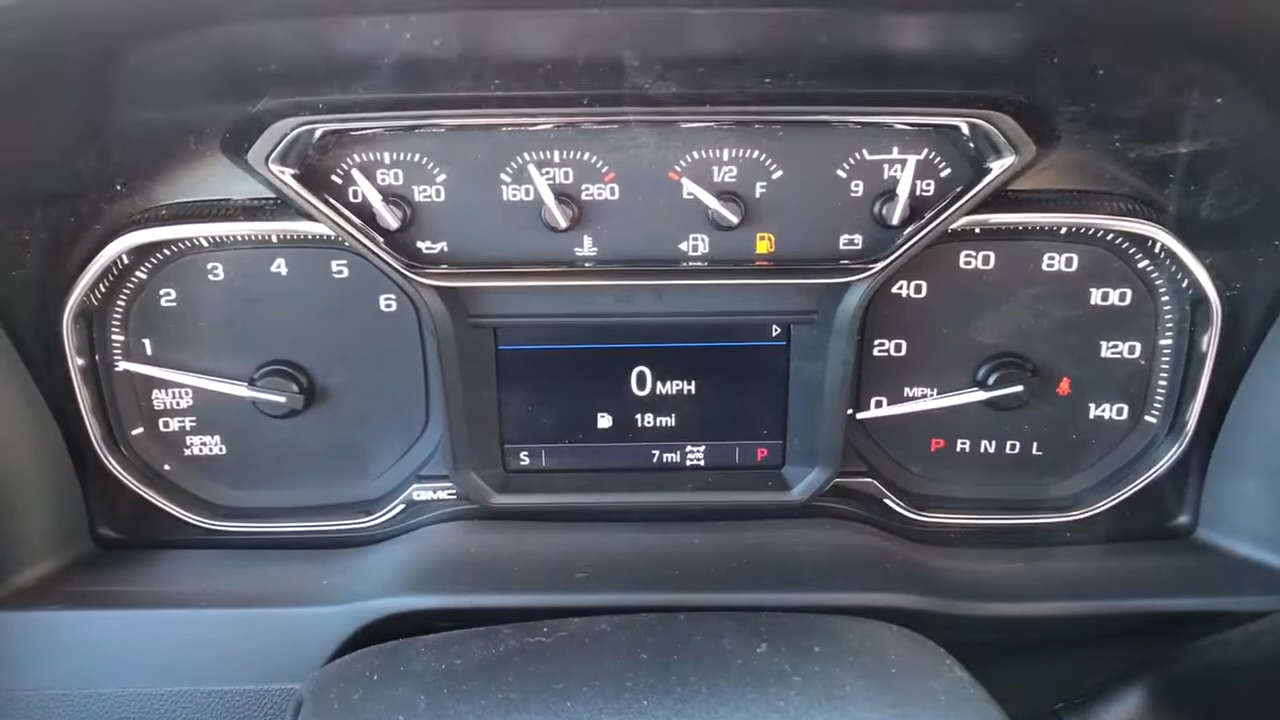 0 60 120
160 210 260
E 1/2 F
9 14 19
1 2 3 4 5 6
AUTO
STOP
OFF
RPM
x1000
GMC
0 MPH
18 mi
S 7 mi AUTO P
0 20 40 60 80 100 120 140
MPH
P R N D L